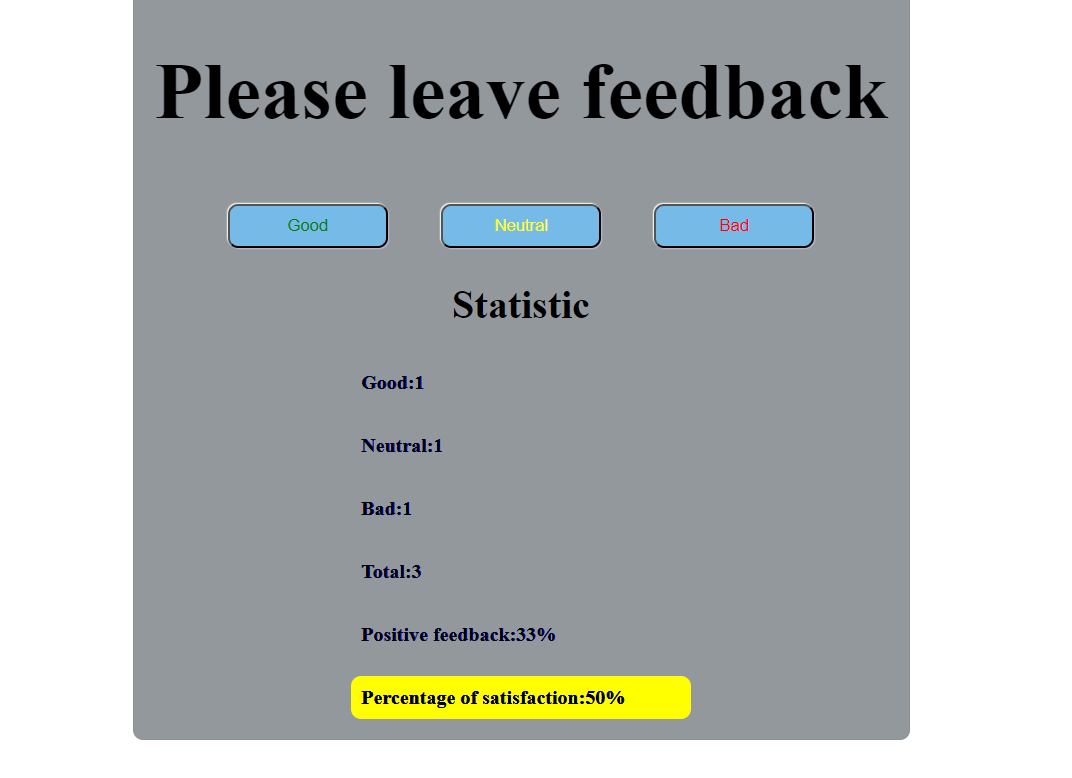 Please leave feedback
Good Neutral Bad
Statistic
Good:1
Neutral:1
Bad:1
Total:3
Positive feedback:33%
Percentage of satisfaction:50%